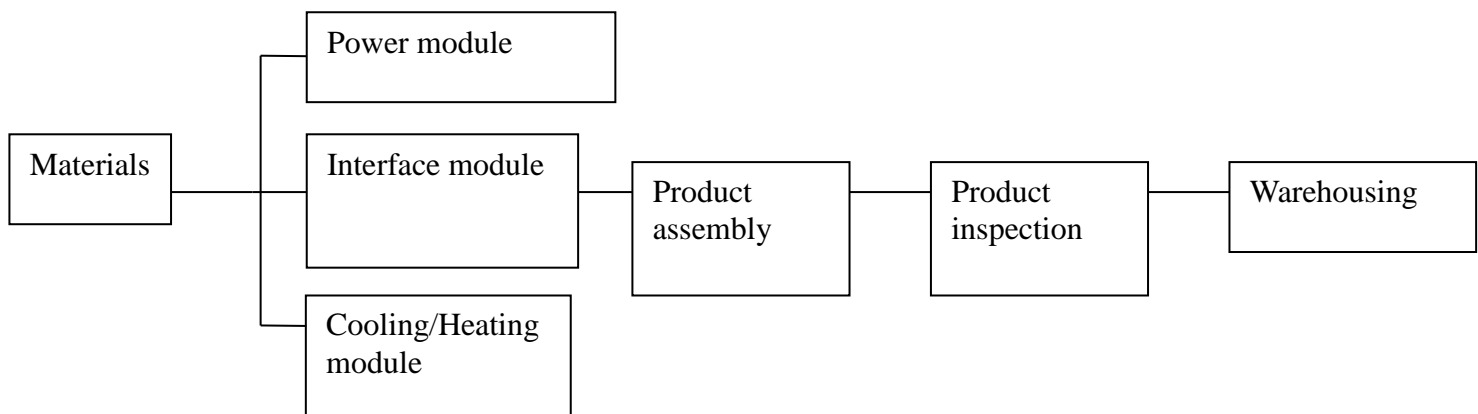 Power module
Materials
Interface module
Product
assembly
Product
inspection
Warehousing
Cooling/Heating
module